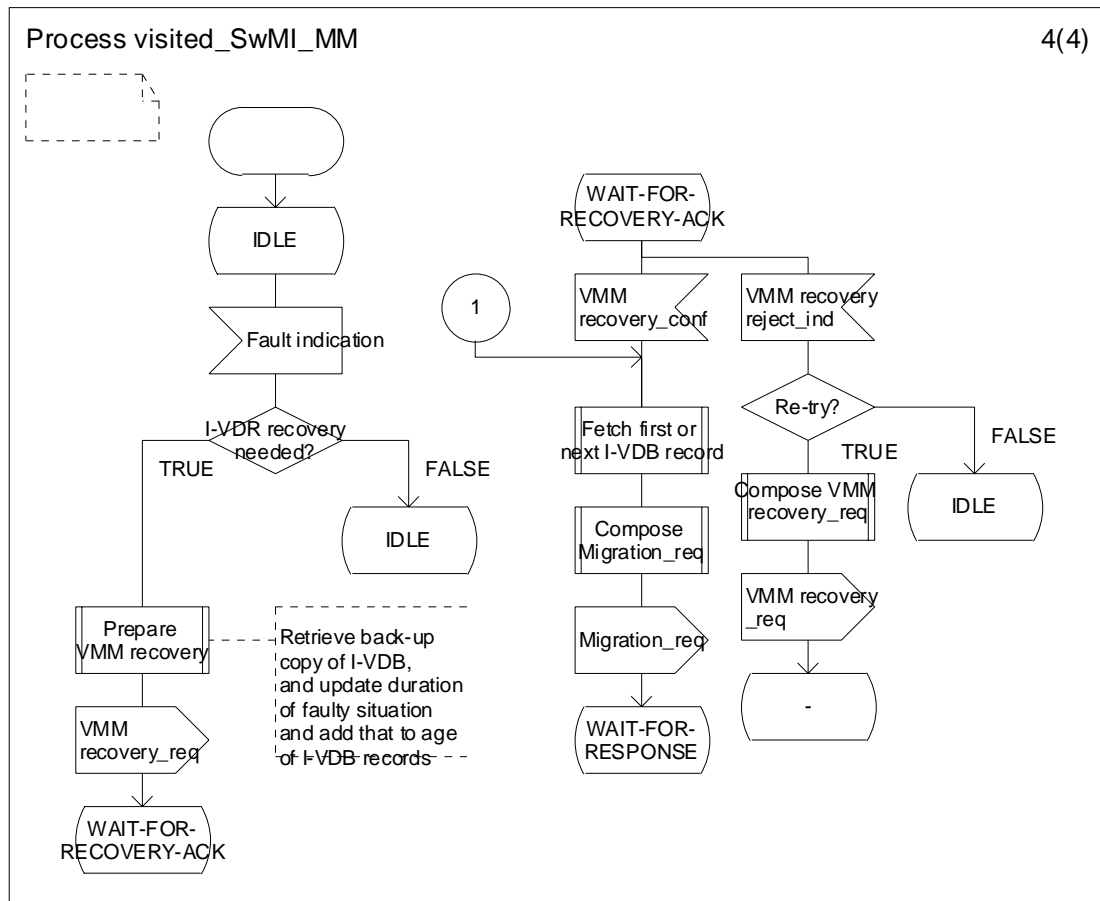 Process visited_SwMI_MM
4(4)
IDLE
Fault indication
I-VDR recovery
needed?
TRUE
FALSE
IDLE
Prepare
VMM recovery
Retrieve back-up
copy of I-VDB,
and update duration
of faulty situation
and add that to age
of I-VDB records
VMM
recovery_req
WAIT-FOR-
RECOVERY-ACK
WAIT-FOR-
RECOVERY-ACK
1
VMM
recovery_conf
Fetch first or
next I-VDB record
Compose
Migration_req
Migration_req
WAIT-FOR-
RESPONSE
VMM recovery
reject_ind
Re-try?
TRUE
FALSE
IDLE
Compose VMM
recovery_req
VMM recovery
_req
-